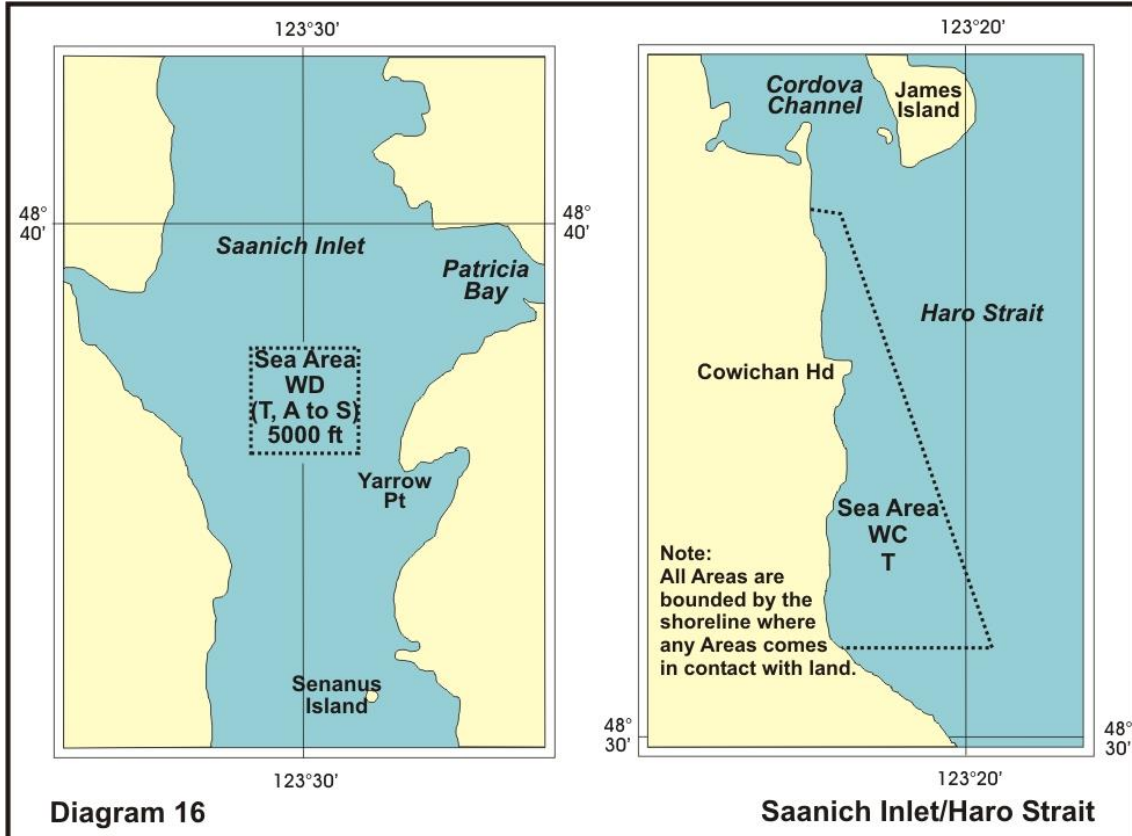 123°30'
48°
40'
48°
40'
Saanich Inlet
Patricia
Bay
Sea Area
WD
(T, A to S)
5000 ft
Yarrow
Pt
Senanus
Island
123°30'
123°20'
Cordova
Channel
James
Island
Haro Strait
Cowichan Hd
Sea Area
WC
T
Note:
All Areas are
bounded by the
shoreline where
any Areas comes
in contact with land.
48°
30'
48°
30'
123°20'
Diagram 16
Saanich Inlet/Haro Strait